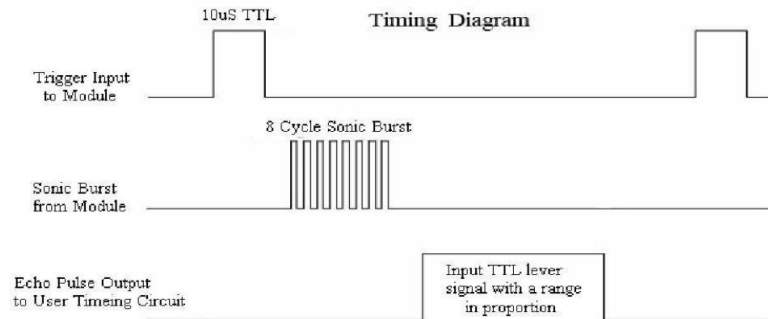 10uS TTL
Timing Diagram
Trigger Input
to Module
8 Cycle Sonic Burst
Sonic Burst
from Module
Echo Pulse Output
to User Timeing Circuit
Input TTL lever
signal with a range
in proportion